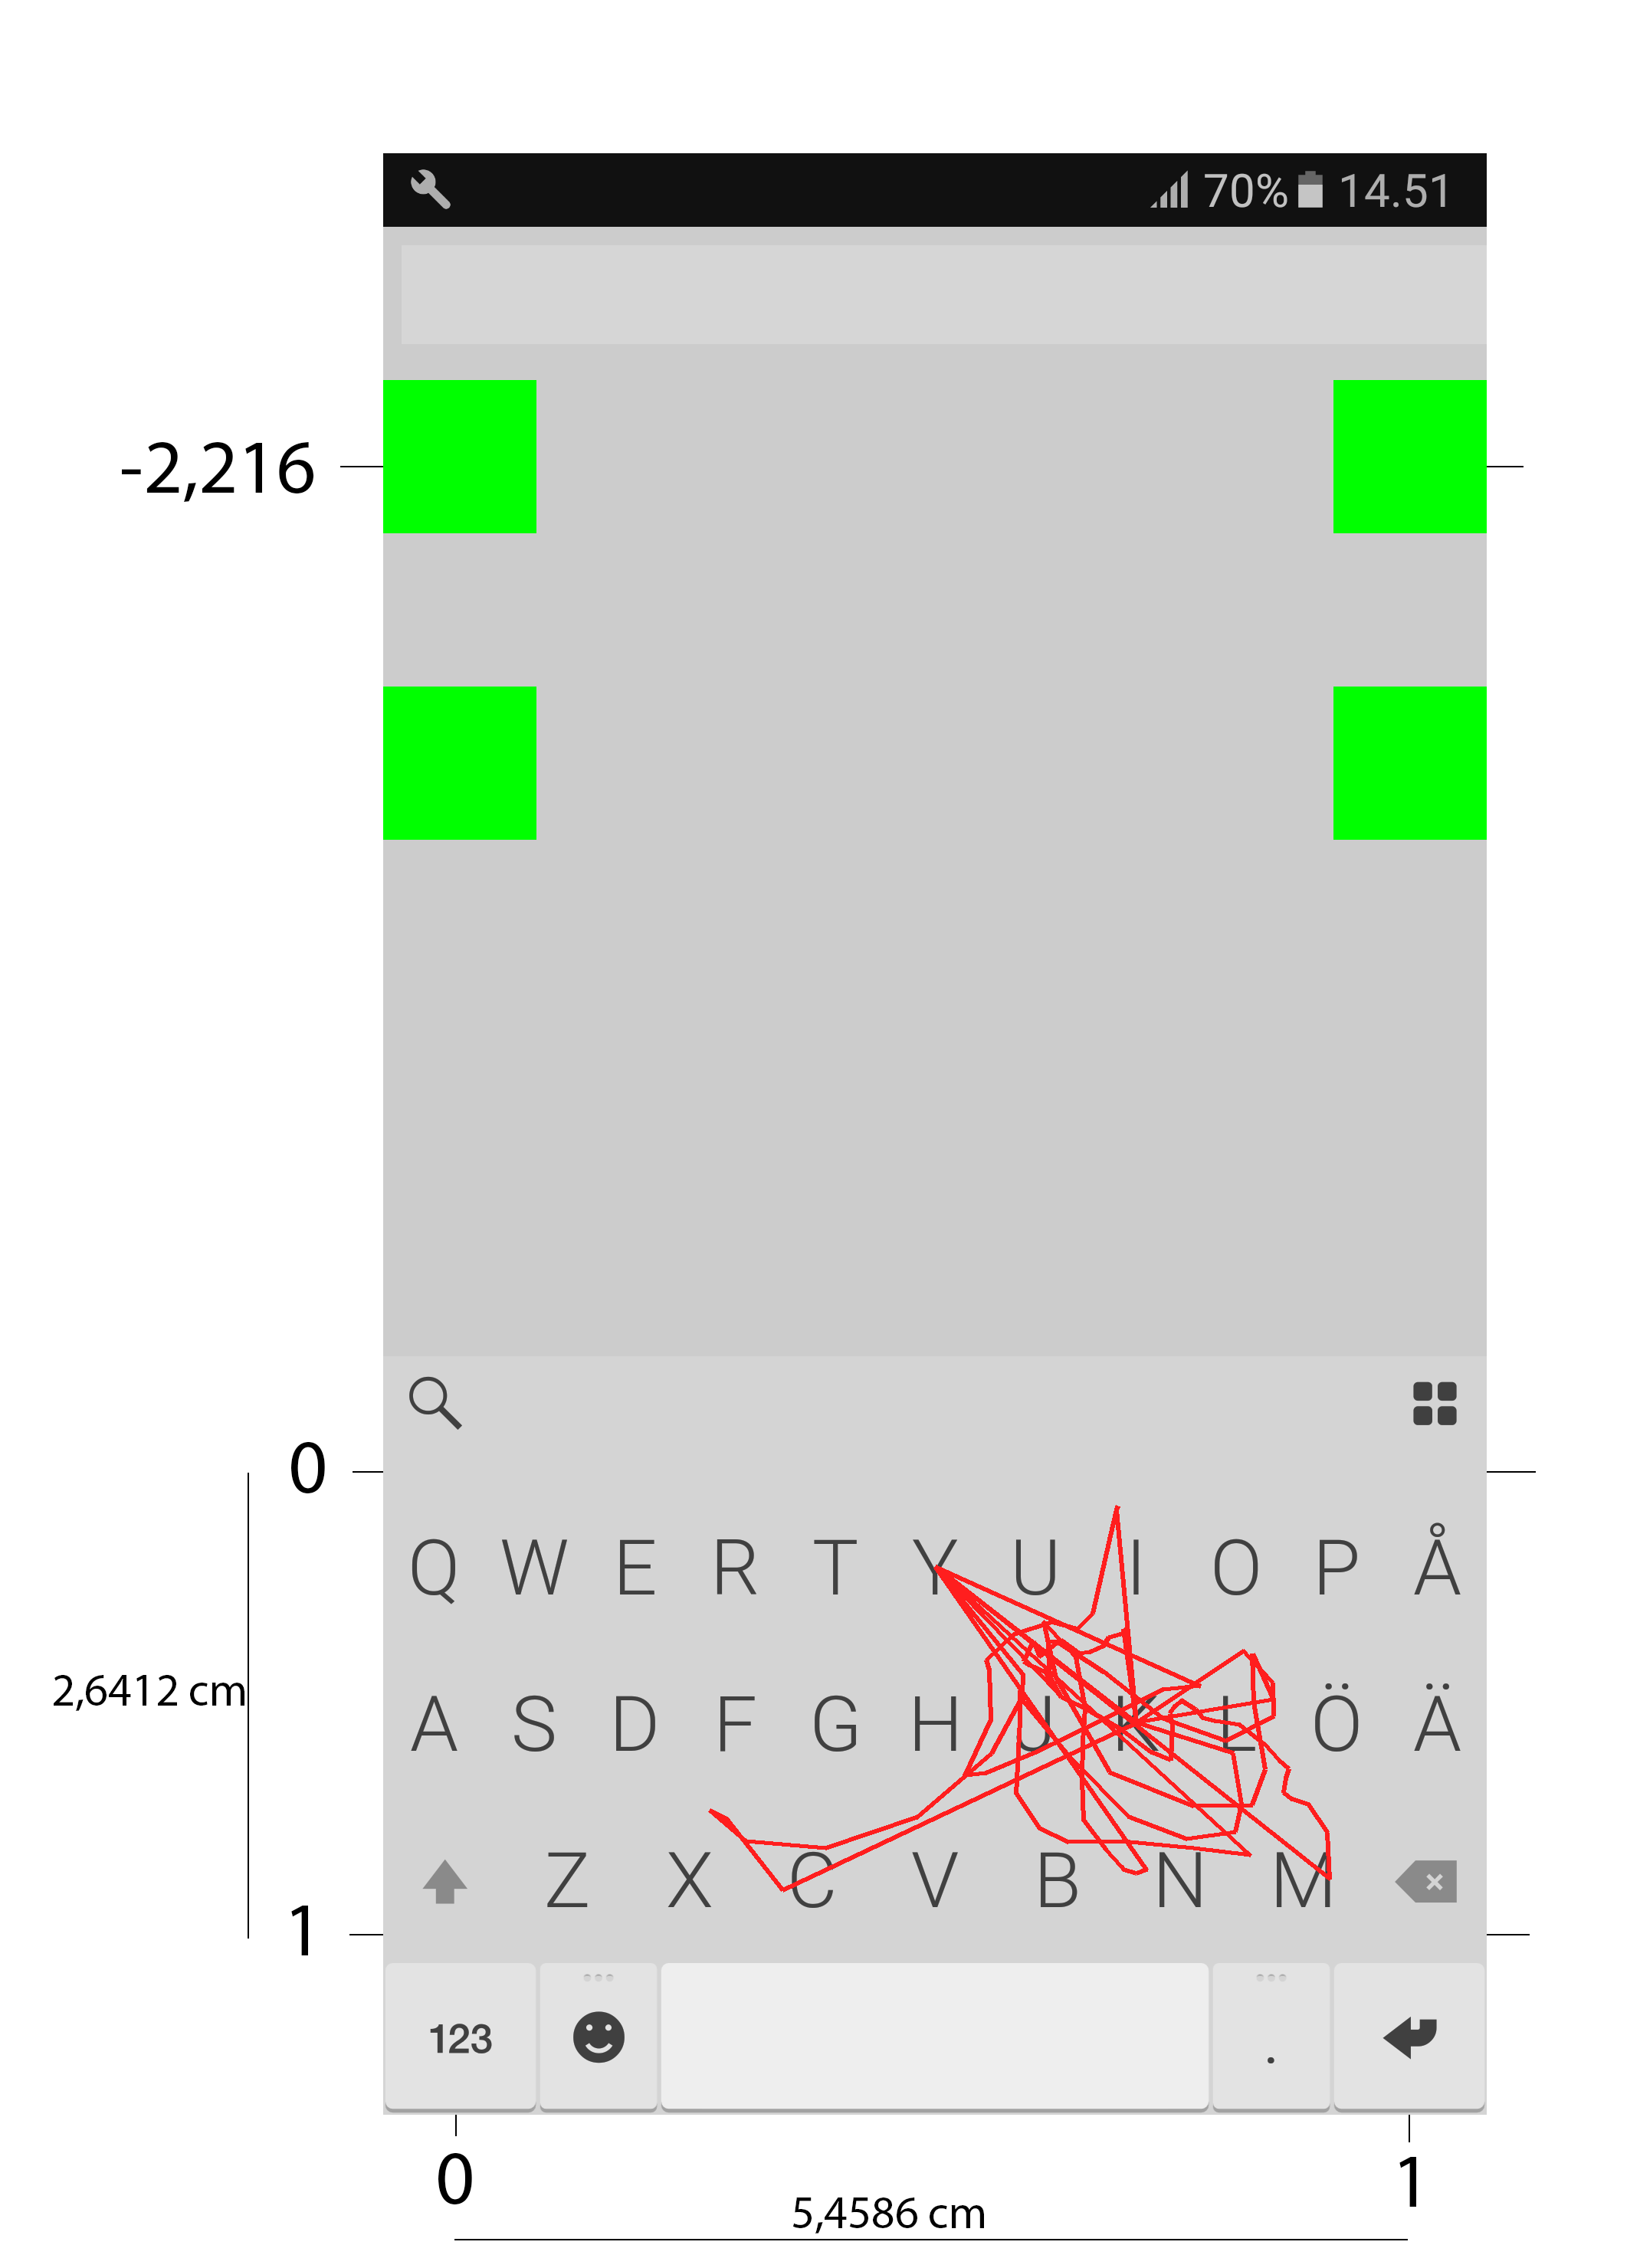 70% 14.51
-2,216
0
Q W E R T Y U I O P Å
2,6412 cm
A S D F G H J K L Ö Ä
Z X C V B N M
1
123 .
0 1
5,4586 cm